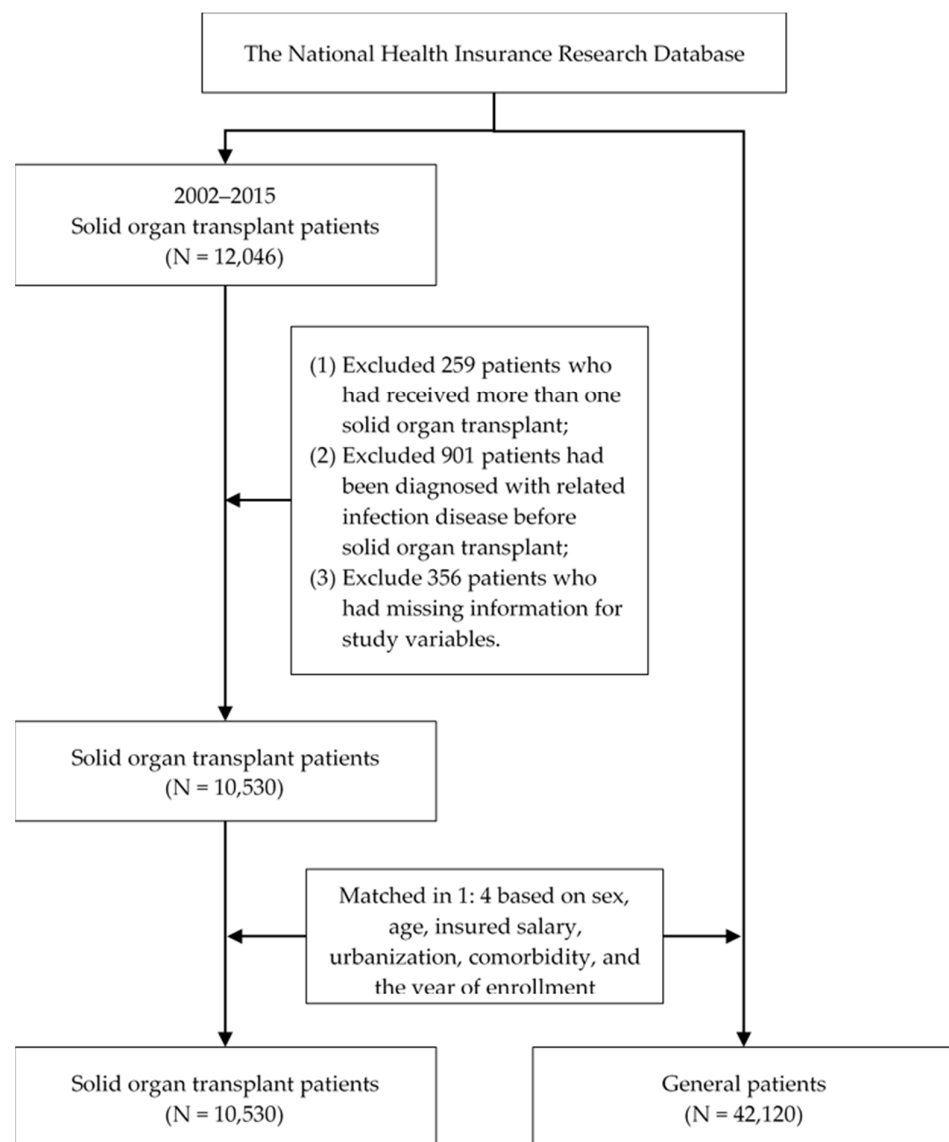 The National Health Insurance Research Database
2002–2015
Solid organ transplant patients
(N = 12,046)
(1) Excluded 259 patients who
had received more than one
solid organ transplant;
(2) Excluded 901 patients had
been diagnosed with related
infection disease before
solid organ transplant;
(3) Exclude 356 patients who
had missing information for
study variables.
Solid organ transplant patients
(N = 10,530)
Matched in 1: 4 based on sex,
age, insured salary,
urbanization, comorbidity, and
the year of enrollment
Solid organ transplant patients
(N = 10,530)
General patients
(N = 42,120)